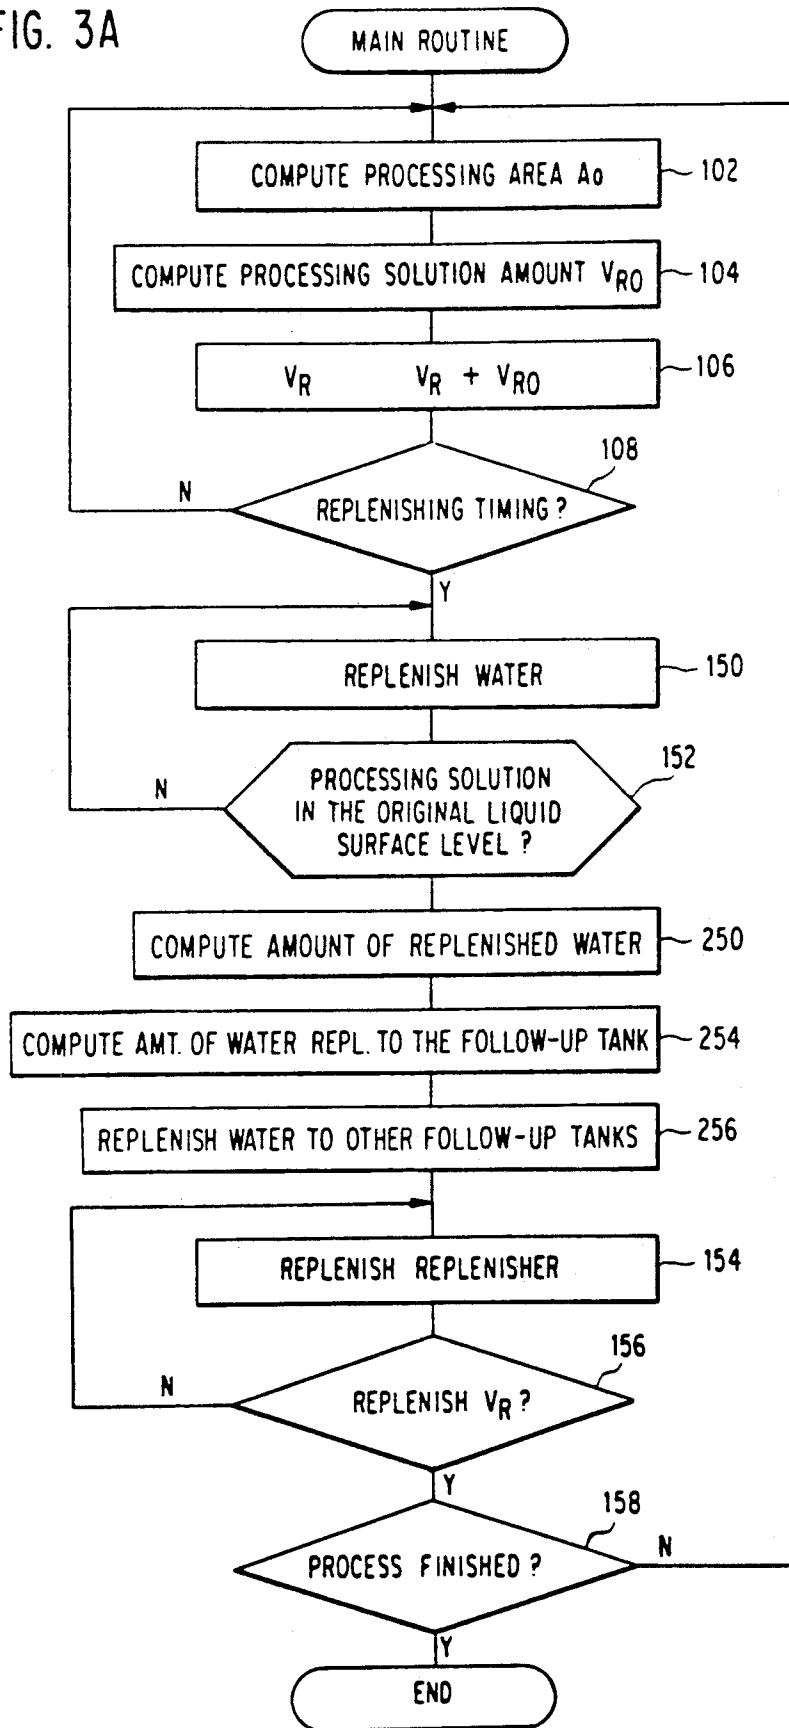 FIG. 3A
MAIN ROUTINE
COMPUTE PROCESSING AREA Ao
102
COMPUTE PROCESSING SOLUTION AMOUNT VRO
104
VR VR + VRO
106
108
N
REPLENISHING TIMING ?
Y
REPLENISH WATER
150
152
N
PROCESSING SOLUTION
IN THE ORIGINAL LIQUID
SURFACE LEVEL ?
COMPUTE AMOUNT OF REPLENISHED WATER
250
COMPUTE AMT. OF WATER REPL. TO THE FOLLOW-UP TANK
254
REPLENISH WATER TO OTHER FOLLOW-UP TANKS
256
REPLENISH REPLENISHER
154
156
N
REPLENISH VR ?
Y
158
PROCESS FINISHED ?
N
Y
END